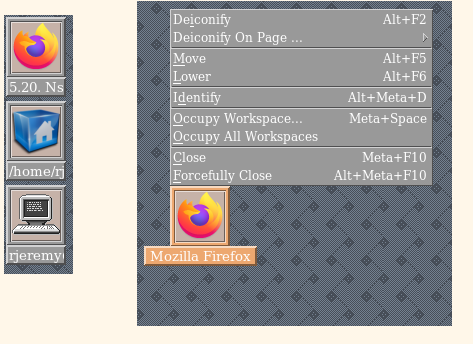 5.20. Ns
/home/rj
rjeremy
Deiconify Alt+F2
Deiconify On Page ...
Move Alt+F5
Lower Alt+F6
Identify Alt+Meta+D
Occupy Workspace... Meta+Space
Occupy All Workspaces
Close Meta+F10
Forcefully Close Alt+Meta+F10
Mozilla Firefox